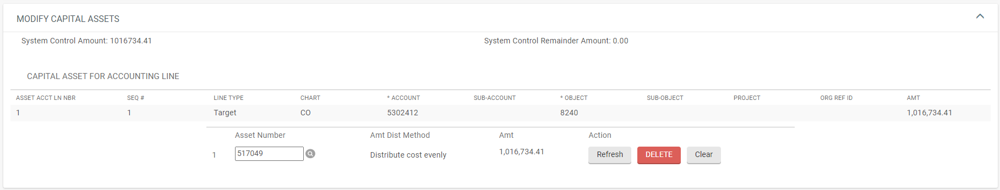 MODIFY CAPITAL ASSETS
System Control Amount: 1016734.41 System Control Remainder Amount: 0.00
CAPITAL ASSET FOR ACCOUNTING LINE
ASSET ACCT LN NBR SEQ # LINE TYPE CHART * ACCOUNT SUB-ACCOUNT * OBJECT SUB-OBJECT PROJECT ORG REF ID AMT
1 1 Target CO 5302412 8240 1,016,734.41
Asset Number Amt Dist Method Amt Action
1 517049 Distribute cost evenly 1,016,734.41 Refresh DELETE Clear